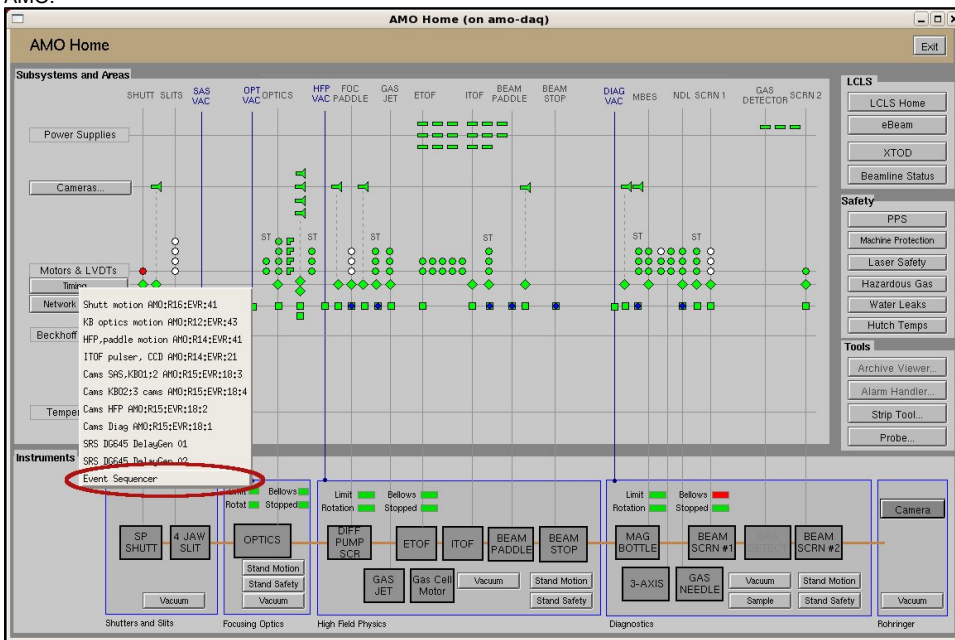 AMO:
AMO Home (on amo-daq)
AMO Home
Exit
Subsystems and Areas
SHUTT SLITS SAS VAC OPT VAC OPTICS HFP VAC FOC PADDLE GAS JET ETOF ITOF BEAM PADDLE BEAM STOP DIAG VAC MBES NDL SCRN 1 GAS DETECTOR SCRN 2
Power Supplies
Cameras...
ST ST ST ST ST ST
Motors & LVDTs
Timing
Network
Beckhoff
Shutt motion AMO:R16:EVR:41
KB optics motion AMO:R12:EVR:43
HFP,paddle motion AMO:R14:EVR:41
ITOF pulser, CCD AMO:R14:EVR:21
Cams SAS,KBO1;2 AMO:R15:EVR:18:3
Cams KBO2;3 cams AMO:R15:EVR:18:4
Cams HFP AMO:R15:EVR:18:2
Cams Diag AMO:R15:EVR:18:1
SRS DG645 DelayGen 01
SRS DG645 DelayGen 02
Event Sequencer
LCLS
LCLS Home
eBeam
XTOD
Beamline Status
Safety
PPS
Machine Protection
Laser Safety
Hazardous Gas
Water Leaks
Hutch Temps
Tools
Archive Viewer...
Alarm Handler...
Strip Tool...
Probe...
Instruments
SP SHUTT
4 JAW SLIT
Vacuum
Shutters and Slits
Limit Bellows
Rotat Stopped
OPTICS
Stand Motion
Stand Safety
Vacuum
Focusing Optics
Limit Bellows
Rotation Stopped
DIFF PUMP SCR
ETOF
ITOF
BEAM PADDLE
BEAM STOP
GAS JET
Gas Cell Motor
Vacuum
Stand Motion
Stand Safety
High Field Physics
Limit Bellows
Rotation Stopped
MAG BOTTLE
BEAM SCRN #1
GAS DETECT
BEAM SCRN #2
3-AXIS
GAS NEEDLE
Vacuum
Stand Motion
Sample
Stand Safety
Diagnostics
Camera
Vacuum
Rohringer